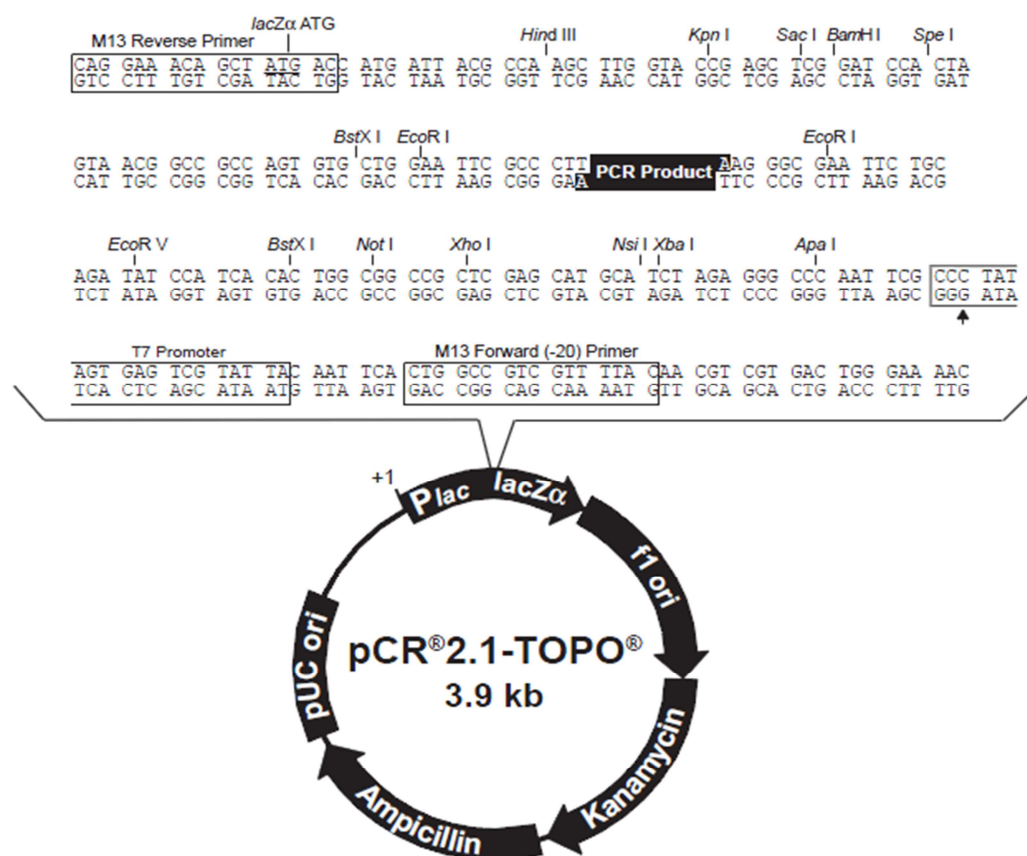 lacZα ATG
M13 Reverse Primer Hind III Kpn I Sac I BamH I Spe I
CAG GAA ACA GCT ATG ACC ATG ATT ACG CCA AGC TTG GTA CCG AGC TCG GAT CCA CTA
GTC CTT TGT CGA TAC TGG TAC TAA TGC GGT TCG AAC CAT GGC TCG AGC CTA GGT GAT
BstX I EcoR I EcoR I
GTA ACG GCC GCC AGT GTG CTG GAA TTC GCC CTT PCR Product AAG GGC GAA TTC TGC
CAT TGC CGG CGG TCA CAC GAC CTT AAG CGG GAA TTC CCG CTT AAG ACG
EcoR V BstX I Not I Xho I Nsi I Xba I Apa I
AGA TAT CCA TCA CAC TGG CGG CCG CTC GAG CAT GCA TCT AGA GGG CCC AAT TCG CCC TAT
TCT ATA GGT AGT GTG ACC GCC GGC GAG CTC GTA CGT AGA TCT CCC GGG TTA AGC GGG ATA
T7 Promoter M13 Forward (-20) Primer
AGT GAG TCG TAT TAC AAT TCA CTG GCC GTC GTT TTA CAA CGT CGT GAC TGG GAA AAC
TCA CTC AGC ATA ATG TTA AGT GAC CGG CAG CAA AAT GTT GCA GCA CTG ACC CTT TTG
+1
Plac lacZα
f1 ori
pUC ori
pCR®2.1-TOPO®
3.9 kb
Kanamycin
Ampicillin